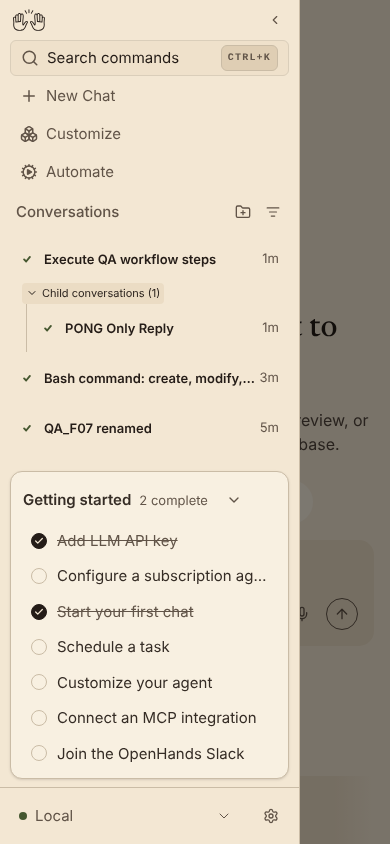 Search commands CTRL+K
New Chat
Customize
Automate
Conversations
Execute QA workflow steps 1m
Child conversations (1)
PONG Only Reply 1m
Bash command: create, modify,... 3m
QA_F07 renamed 5m
to
review, or
base.
Getting started 2 complete
Add LLM API key
Configure a subscription ag...
Start your first chat
Schedule a task
Customize your agent
Connect an MCP integration
Join the OpenHands Slack
Local